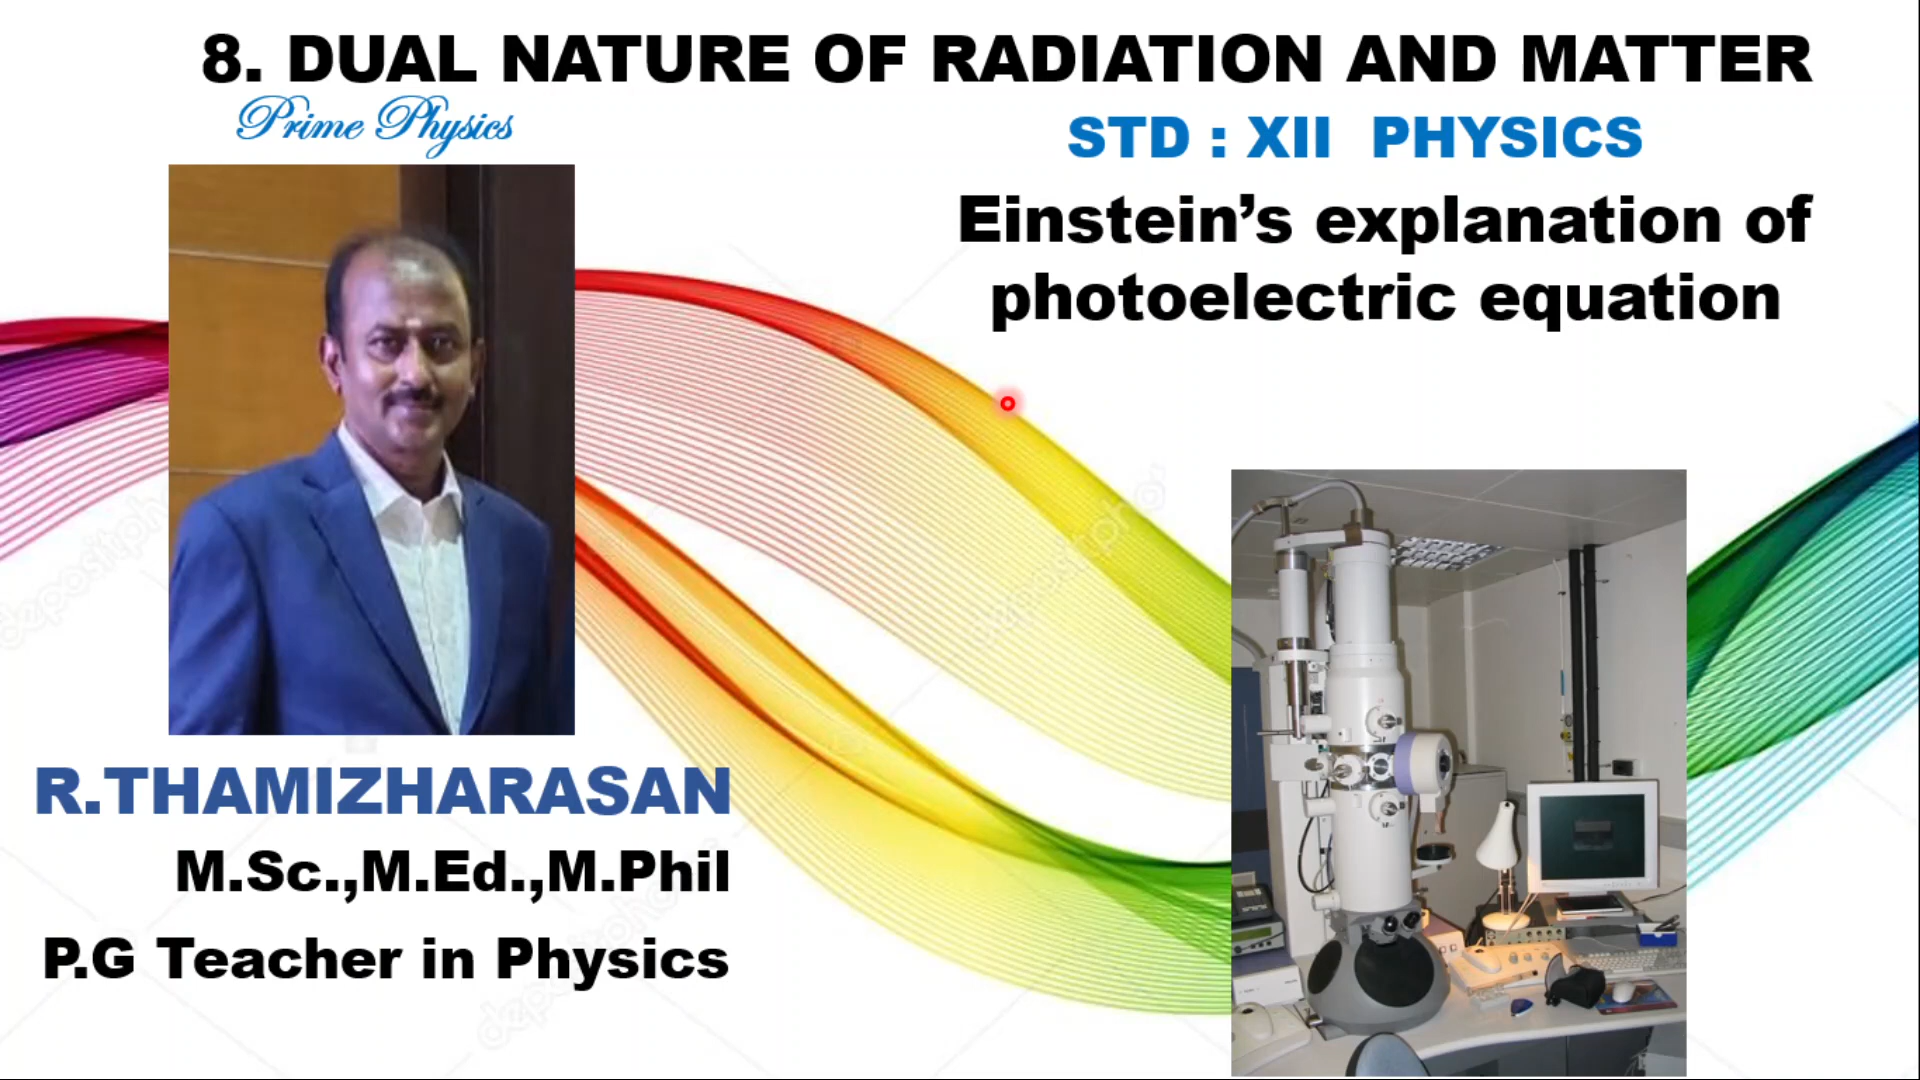 8. DUAL NATURE OF RADIATION AND MATTER
Prime Physics
STD : XII PHYSICS
Einstein’s explanation of
photoelectric equation
R.THAMIZHARASAN
M.Sc.,M.Ed.,M.Phil
P.G Teacher in Physics